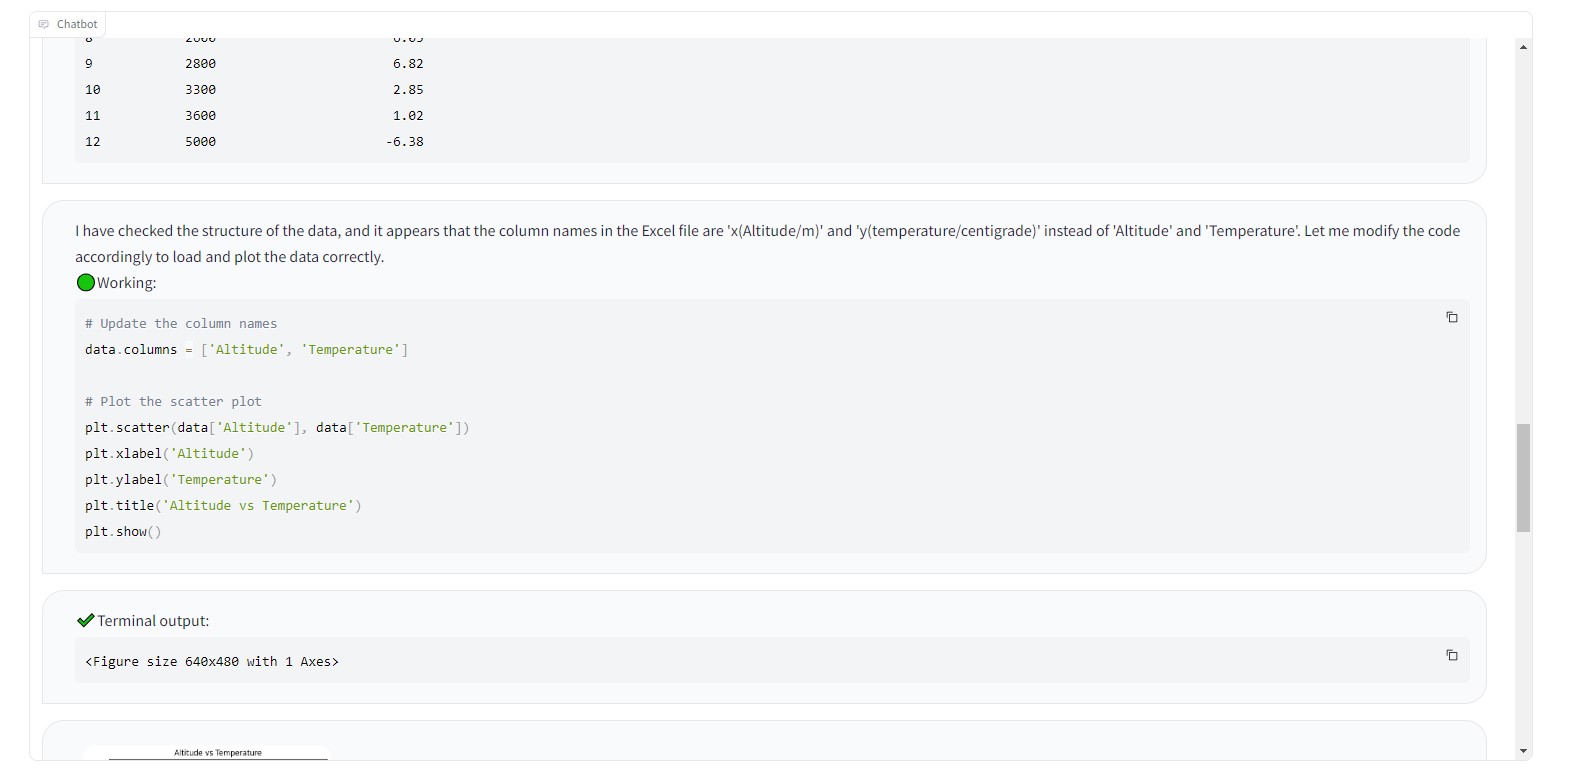 Chatbot
9 2800 6.82
10 3300 2.85
11 3600 1.02
12 5000 -6.38
I have checked the structure of the data, and it appears that the column names in the Excel file are 'x(Altitude/m)' and 'y(temperature/centigrade)' instead of 'Altitude' and 'Temperature'. Let me modify the code
accordingly to load and plot the data correctly.
Working:
# Update the column names
data.columns = ['Altitude', 'Temperature']
# Plot the scatter plot
plt.scatter(data['Altitude'], data['Temperature'])
plt.xlabel('Altitude')
plt.ylabel('Temperature')
plt.title('Altitude vs Temperature')
plt.show()
Terminal output:
<Figure size 640x480 with 1 Axes>
Altitude vs Temperature